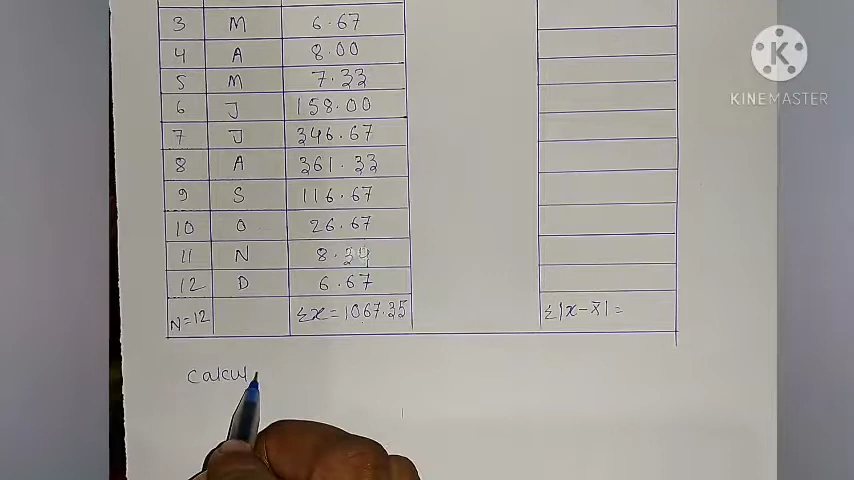 3 M 6.67
4 A 8.00
5 M 7.33
6 J 158.00
7 J 346.67
8 A 361.33
9 S 116.67
10 O 26.67
11 N 8.34
12 D 6.67
N=12 Σx=1067.35 Σ|x-x̄|=
Calcul
K
KINEMASTER